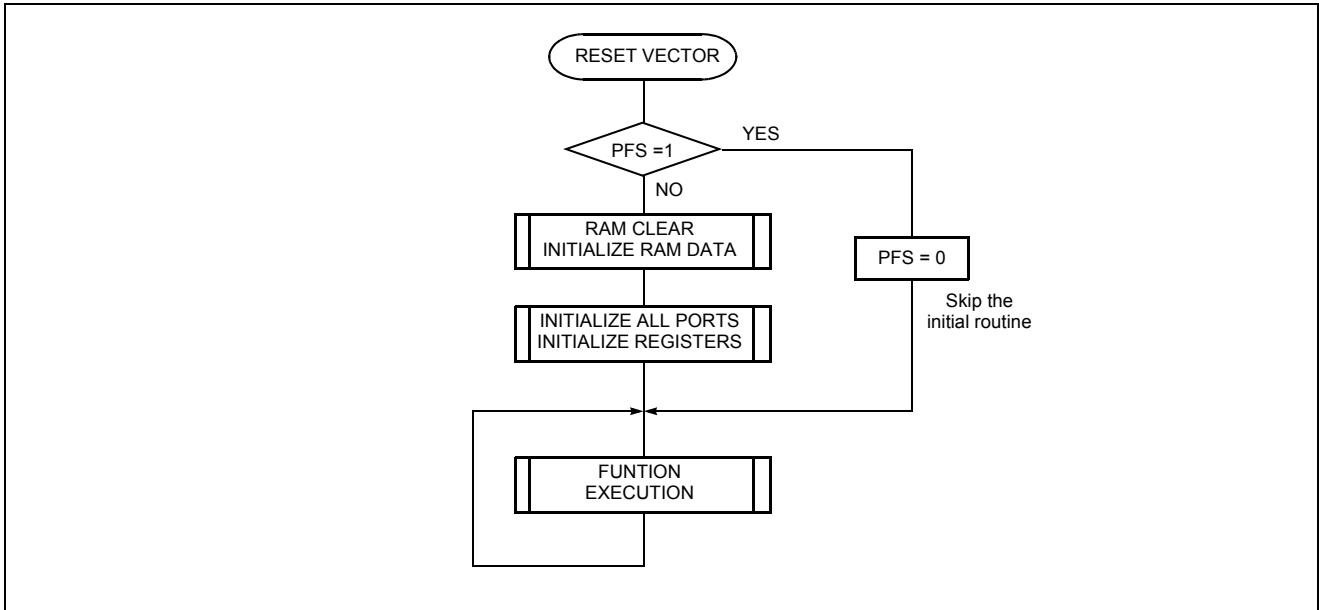 RESET VECTOR
PFS =1
YES
NO
RAM CLEAR
INITIALIZE RAM DATA
PFS = 0
Skip the
initial routine
INITIALIZE ALL PORTS
INITIALIZE REGISTERS
FUNTION
EXECUTION